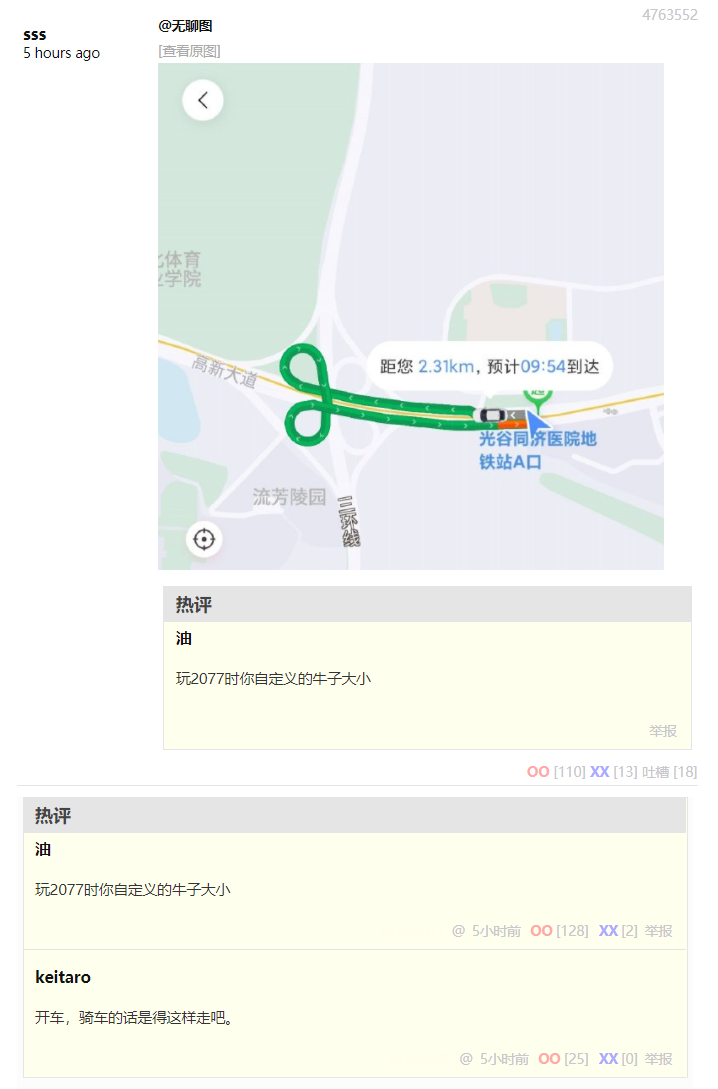 4763552
sss
5 hours ago
@无聊图
[查看原图]
北体育
业学院
高新大道
距您 2.31km，预计09:54到达
光谷同济医院地
铁站A口
流芳陵园
三环线
热评
油
玩2077时你自定义的牛子大小
举报
OO [110] XX [13] 吐槽 [18]
热评
油
玩2077时你自定义的牛子大小
@ 5小时前 OO [128] XX [2] 举报
keitaro
开车，骑车的话是得这样走吧。
@ 5小时前 OO [25] XX [0] 举报